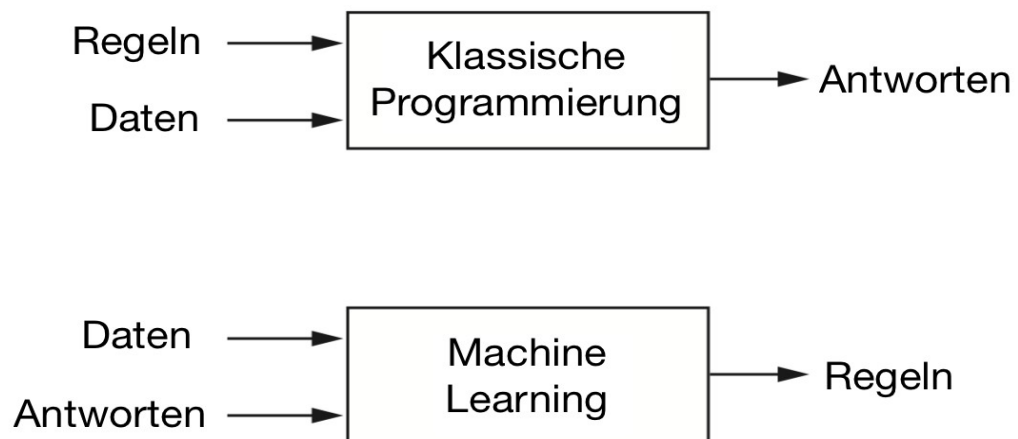 Regeln
Daten
Klassische
Programmierung
Antworten
Daten
Antworten
Machine
Learning
Regeln